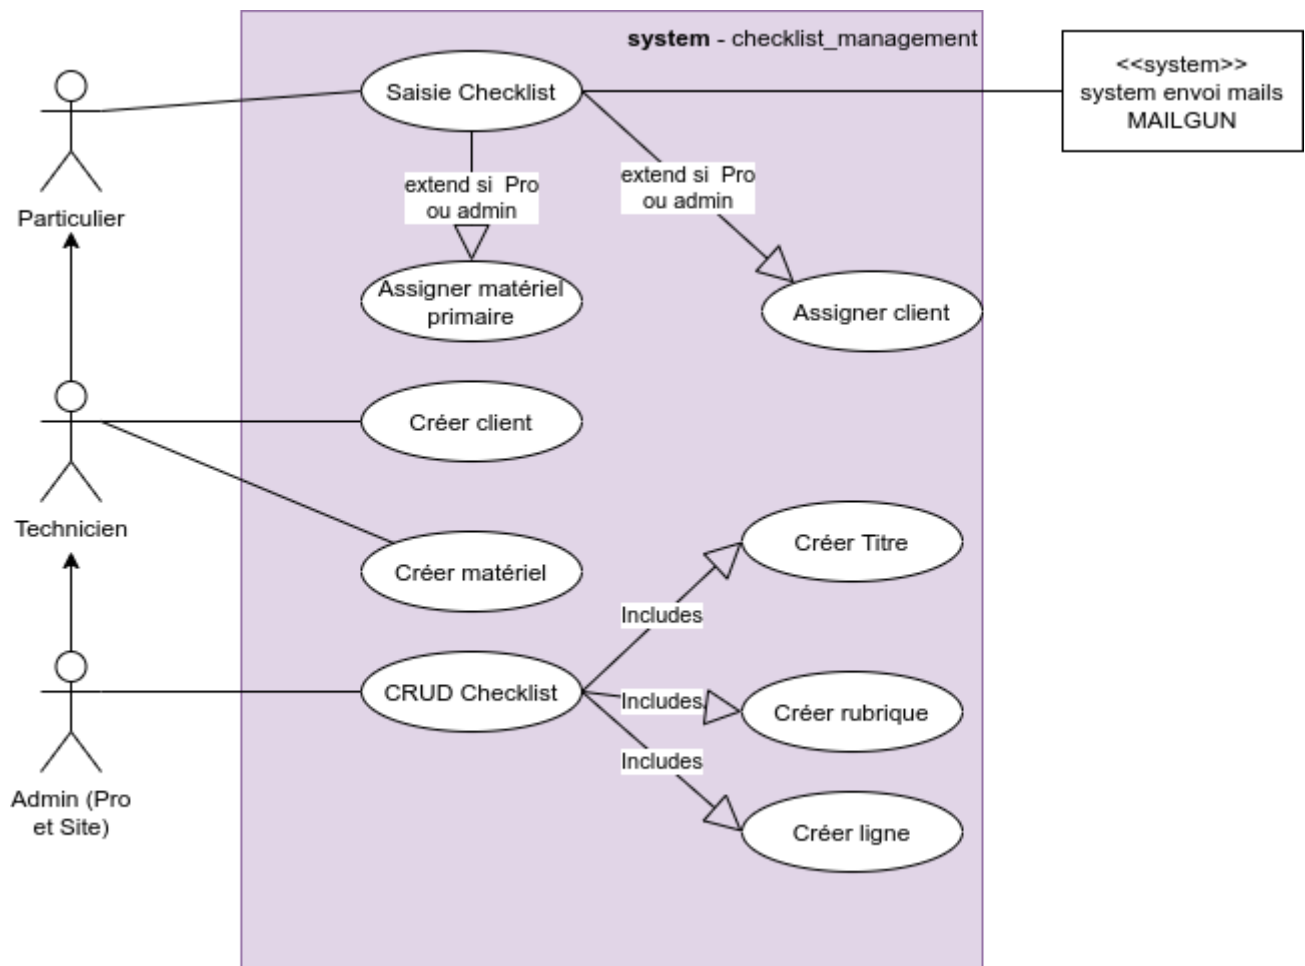 system - checklist_management
<<system>>
system envoi mails
MAILGUN
Saisie Checklist
Particulier
extend si  Pro
ou admin
extend si  Pro
ou admin
Assigner matériel
primaire
Assigner client
Créer client
Technicien
Créer Titre
Créer matériel
Includes
CRUD Checklist
Includes
Créer rubrique
Includes
Admin (Pro
et Site)
Créer ligne